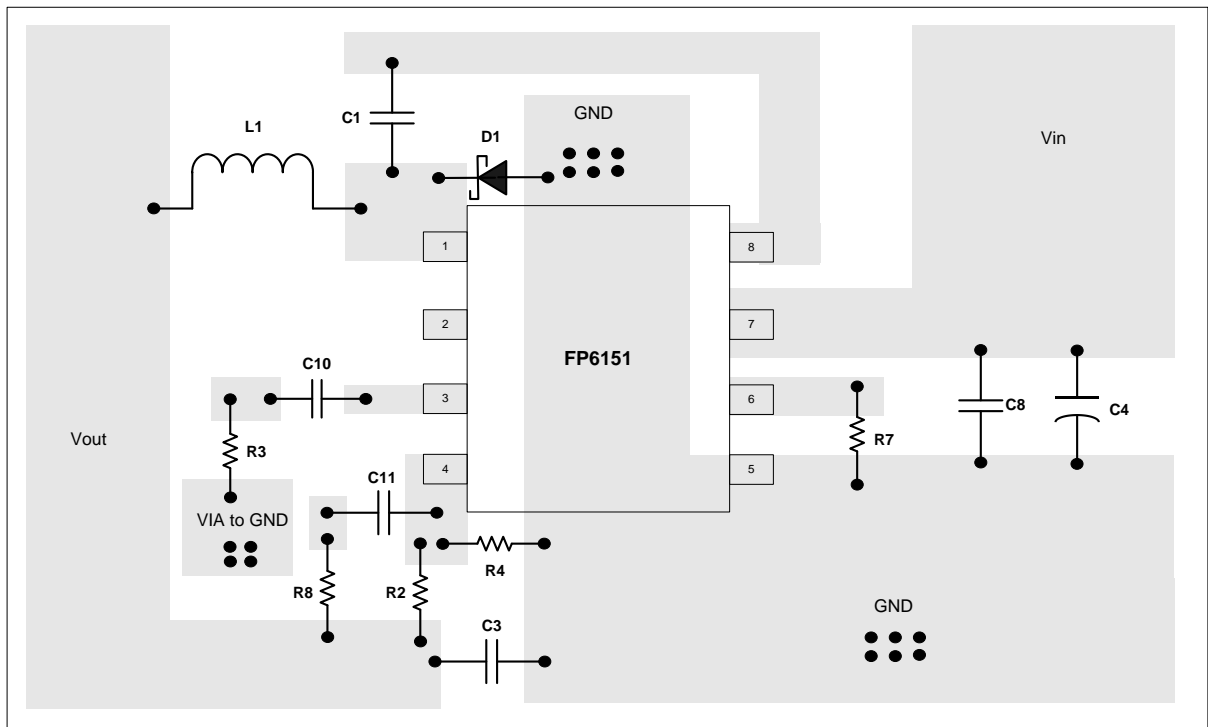 GND
C1
L1
D1
Vin
1
8
2
7
FP6151
C10
3
6
C8
C4
Vout
R3
R7
4
5
C11
VIA to GND
R4
R8
R2
GND
C3